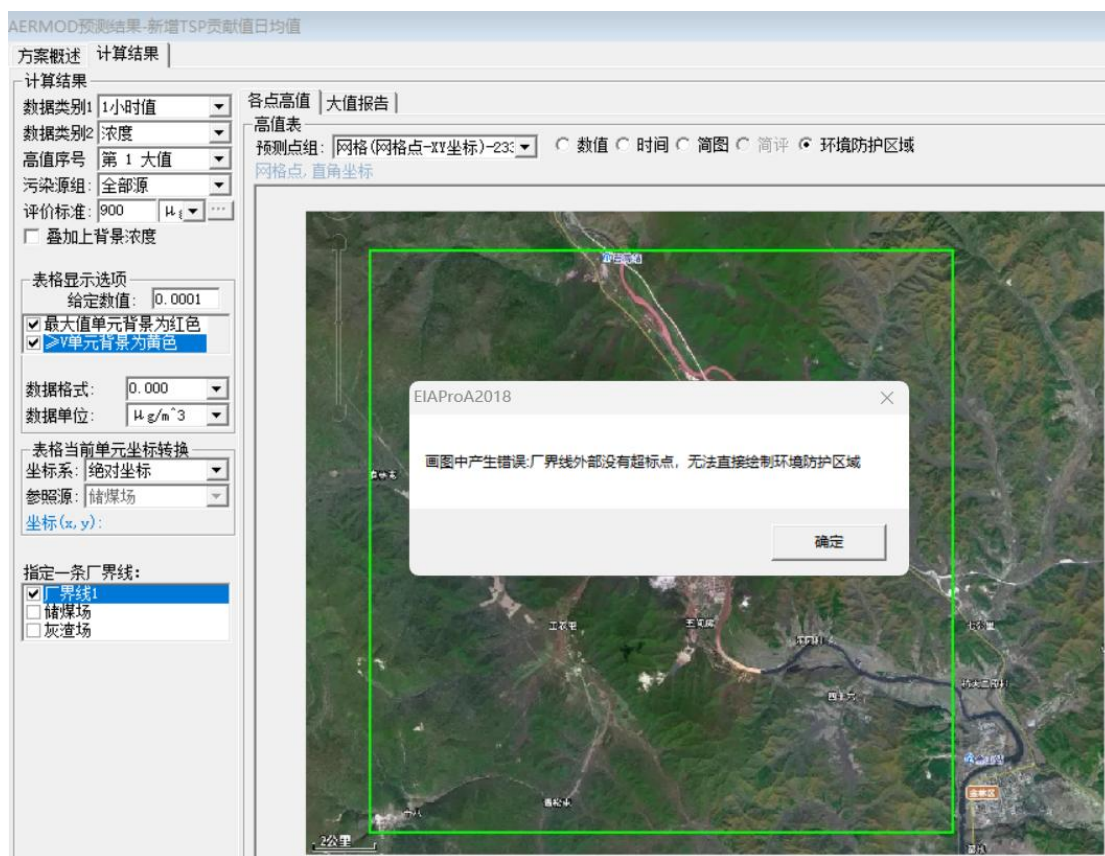 AERMOD预测结果-新增TSP贡献值日均值
方案概述 计算结果
计算结果
数据类别1 1小时值
数据类别2 浓度
高值序号 第 1 大值
污染源组: 全部源
评价标准: 900
叠加上背景浓度
表格显示选项
给定数值: 0.0001
最大值单元背景为红色
≥V单元背景为黄色
数据格式: 0.000
数据单位: μg/m^3
表格当前单元坐标转换
坐标系: 绝对坐标
参照源: 储煤场
坐标(x,y):
指定一条厂界线:
厂界线1
储煤场
灰渣场
各点高值 大值报告
高值表
预测点组: 网格(网格点-XY坐标)-233
数值 时间 简图 简评 环境防护区域
网格点, 直角坐标
EIAProA2018
画图中产生错误:厂界线外部没有超标点，无法直接绘制环境防护区域
确定
2公里